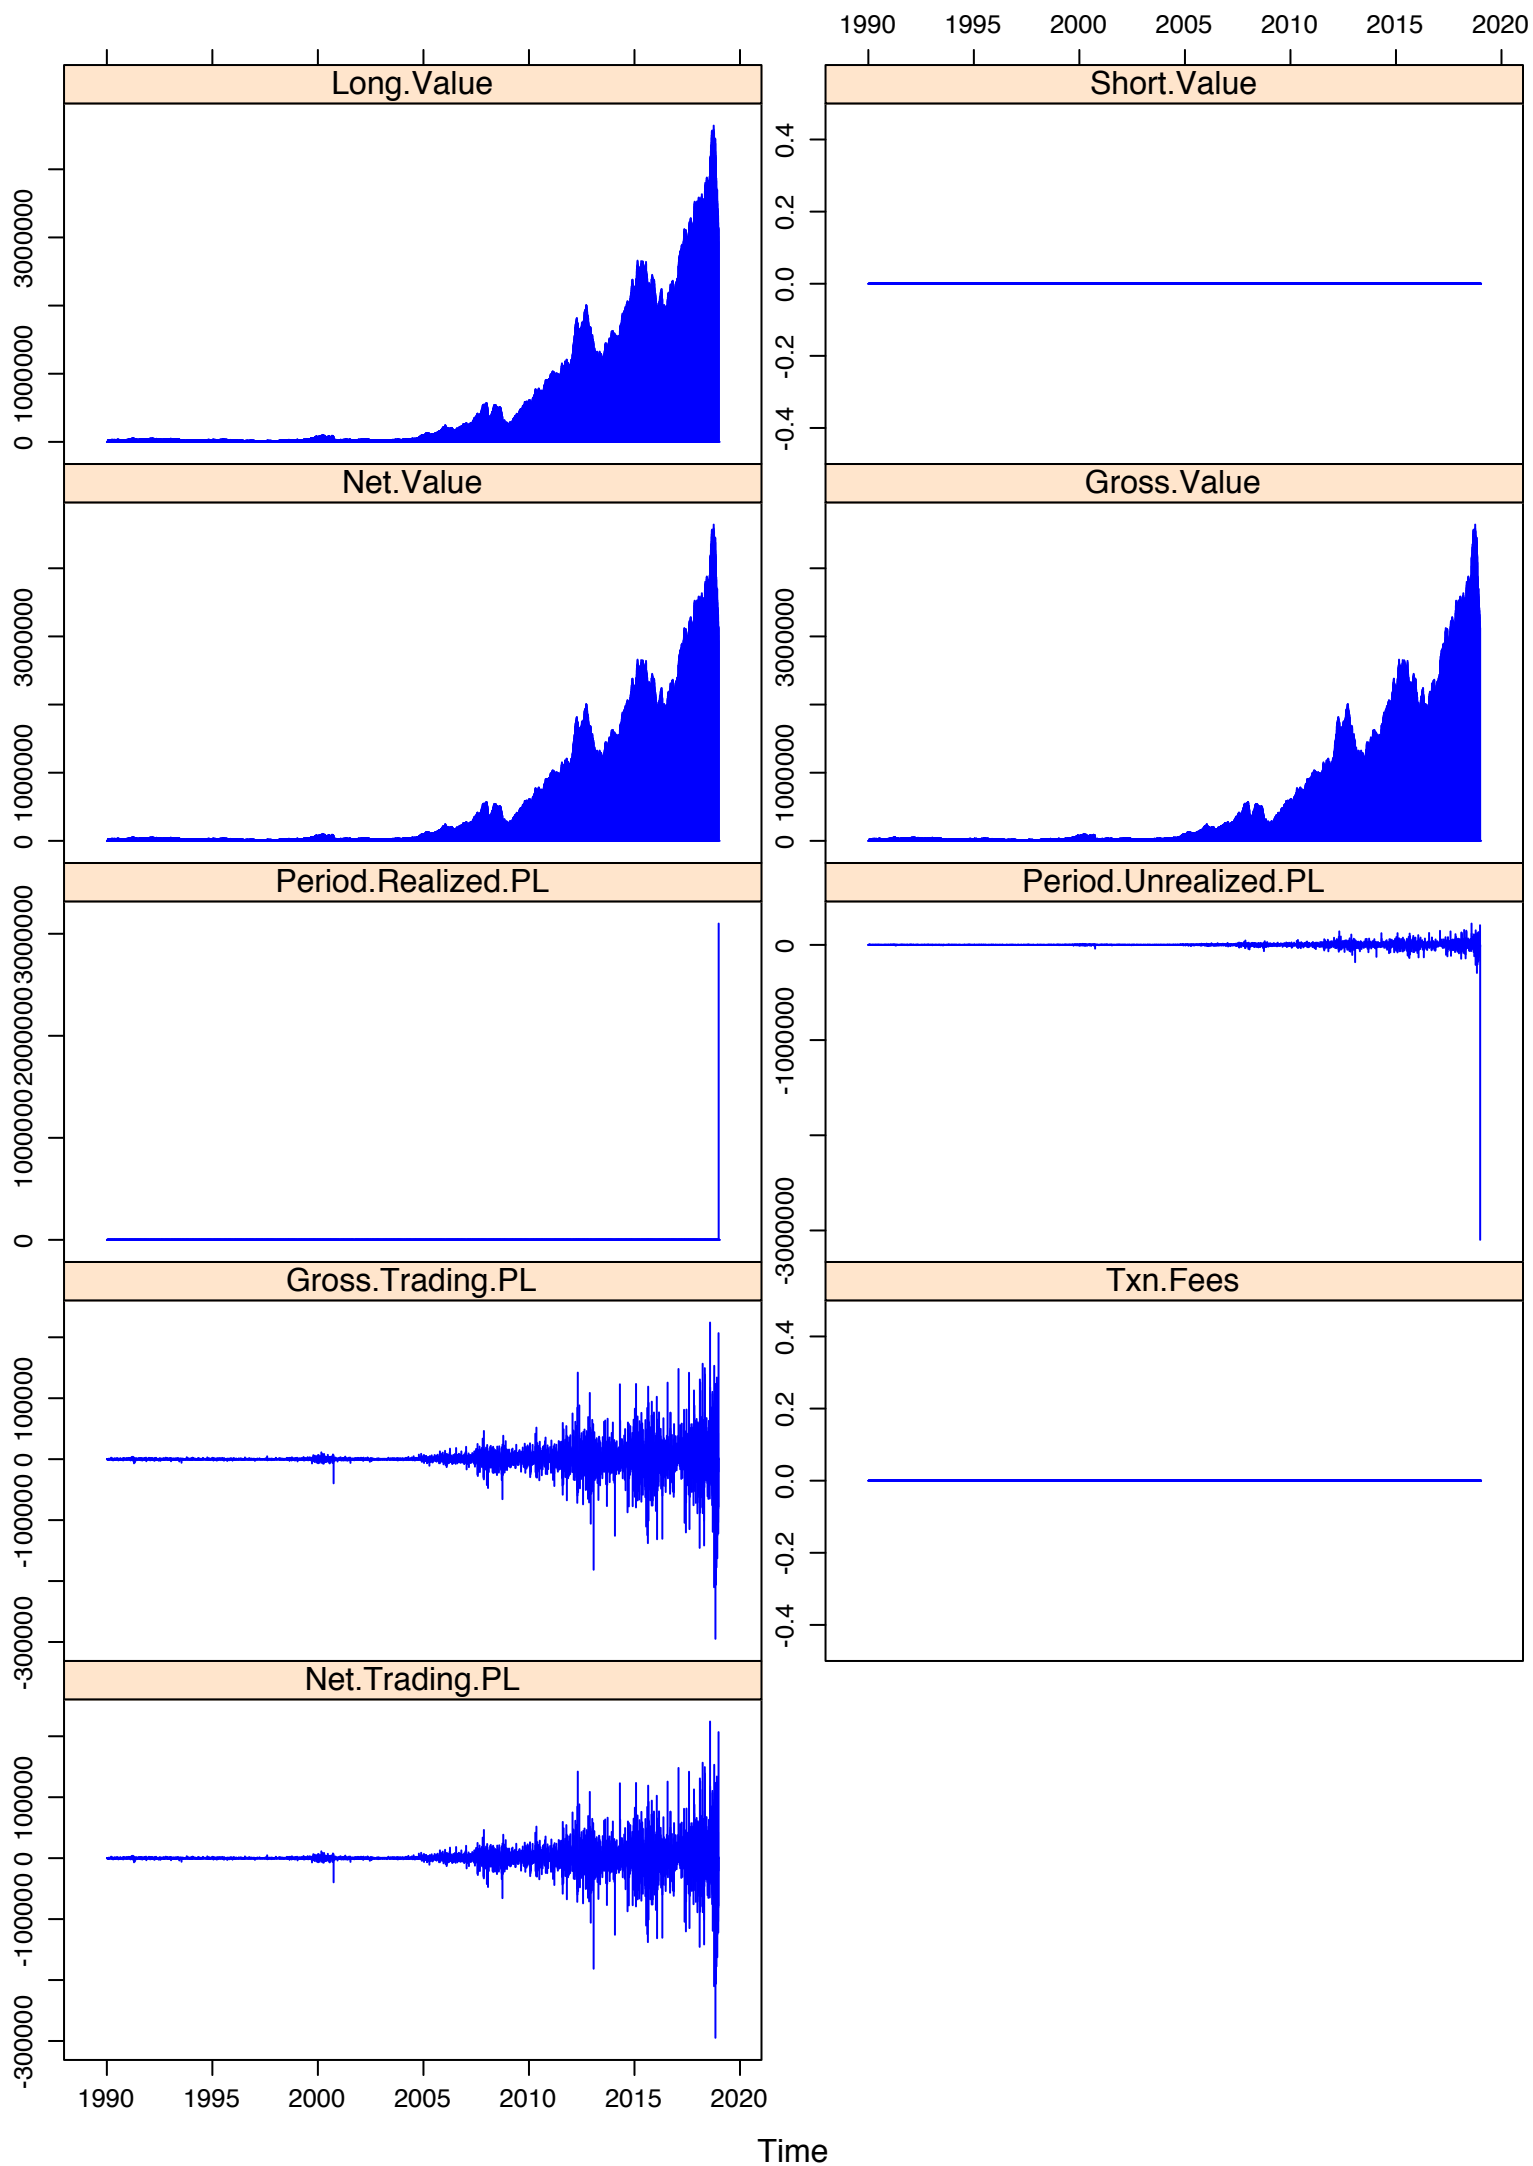 1990 1995 2000 2005 2010 2015 2020
Long.Value
Short.Value
0 1000000 3000000
-0.4 -0.2 0.0 0.2 0.4
Net.Value
Gross.Value
0 1000000 3000000
0 1000000 3000000
Period.Realized.PL
Period.Unrealized.PL
0 1000000 2000000 3000000
-3000000 -1000000 0
Gross.Trading.PL
Txn.Fees
-300000 -100000 0 100000
-0.4 -0.2 0.0 0.2 0.4
Net.Trading.PL
-300000 -100000 0 100000
1990 1995 2000 2005 2010 2015 2020
Time